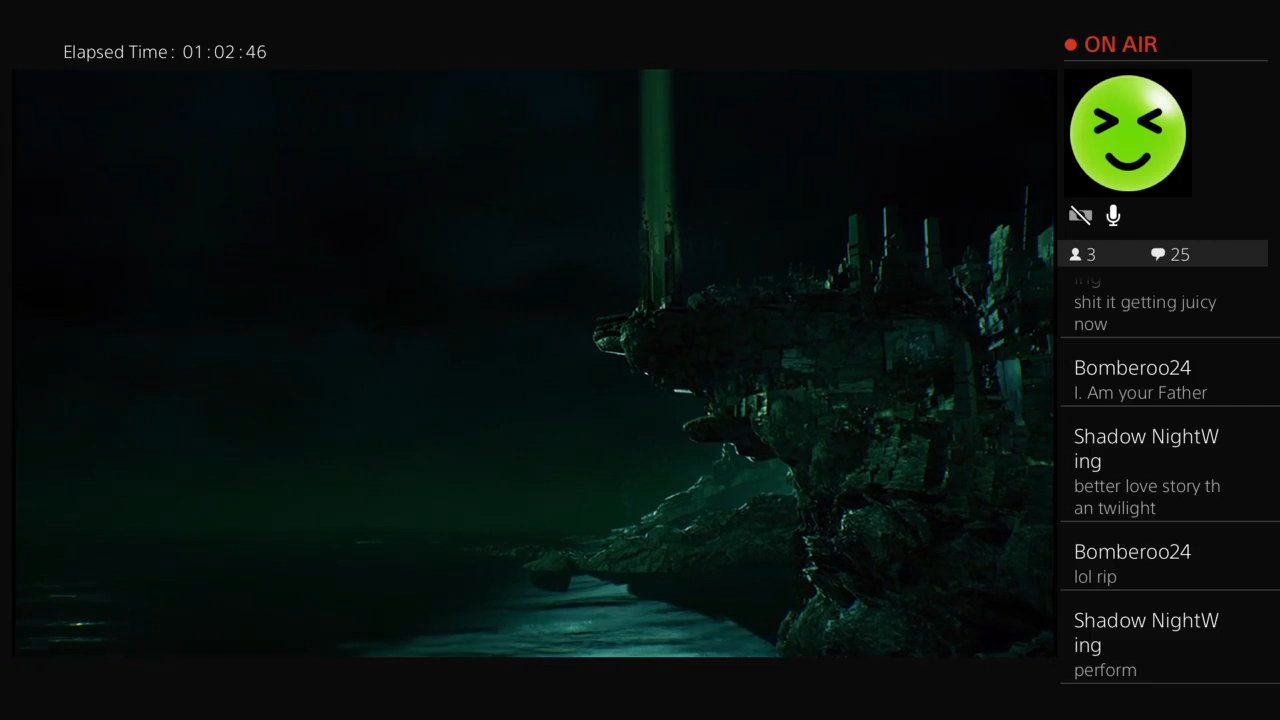 Elapsed Time: 01:02:46
ON AIR
3 25
ing
shit it getting juicy
now
Bomberoo24
I. Am your Father
Shadow NightW
ing
better love story th
an twilight
Bomberoo24
lol rip
Shadow NightW
ing
perform